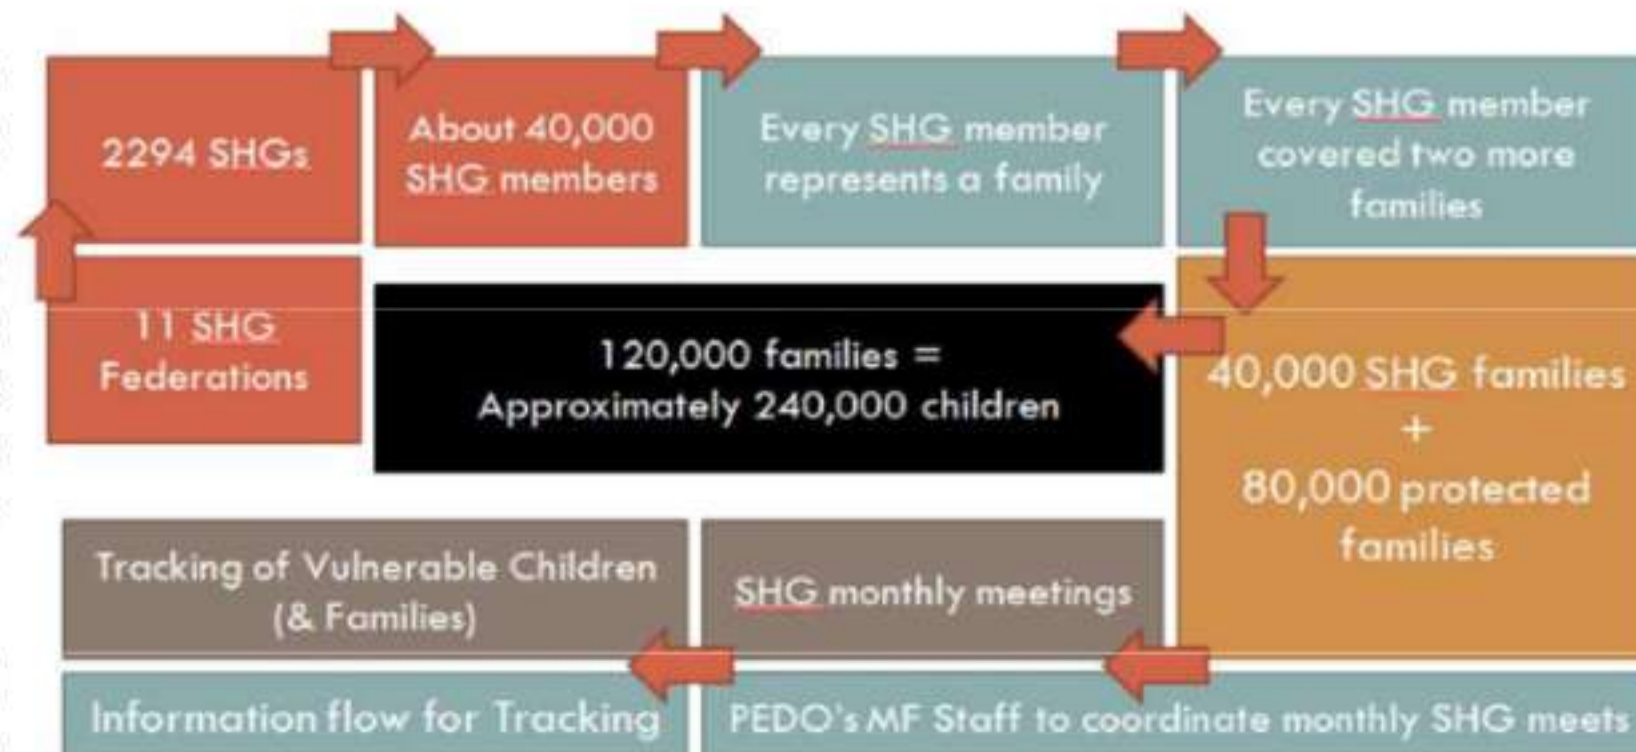 2294 SHGs
About 40,000
SHG members
Every SHG member
represents a family
Every SHG member
covered two more
families
11 SHG
Federations
120,000 families =
Approximately 240,000 children
40,000 SHG families
+
80,000 protected
families
Tracking of Vulnerable Children
(& Families)
SHG monthly meetings
Information flow for Tracking
PEDO's MF Staff to coordinate monthly SHG meets